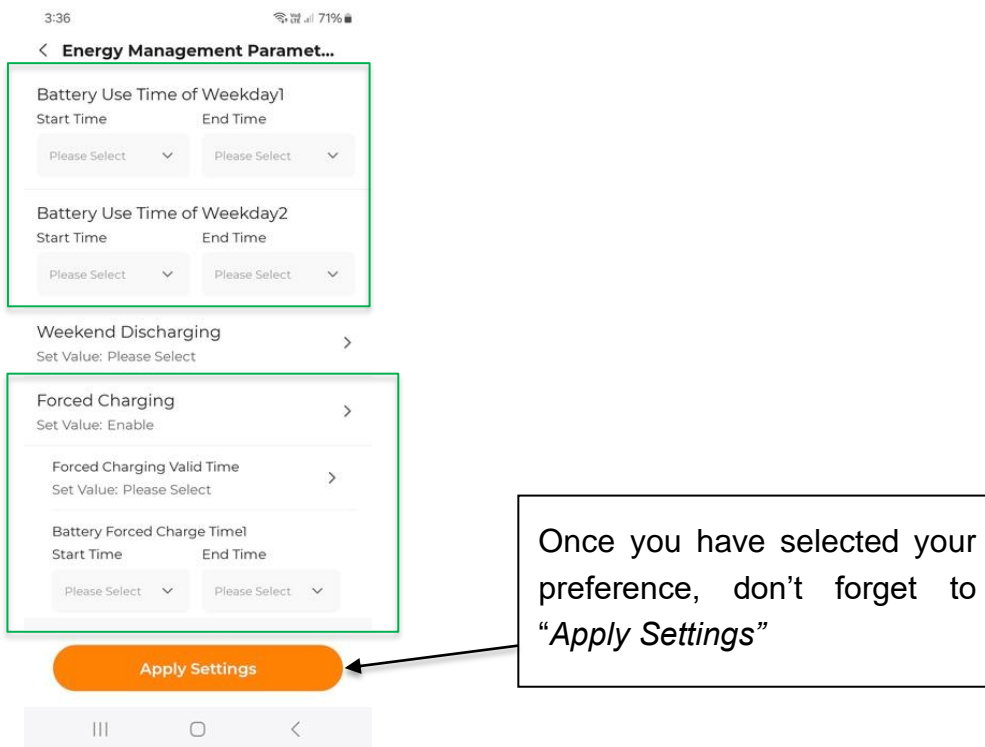 3:36 71%
Energy Management Paramet...
Battery Use Time of Weekday1
Start Time End Time
Please Select Please Select
Battery Use Time of Weekday2
Start Time End Time
Please Select Please Select
Weekend Discharging
Set Value: Please Select
Forced Charging
Set Value: Enable
Forced Charging Valid Time
Set Value: Please Select
Battery Forced Charge Time1
Start Time End Time
Please Select Please Select
Apply Settings
Once you have selected your
preference, don’t forget to
“Apply Settings”